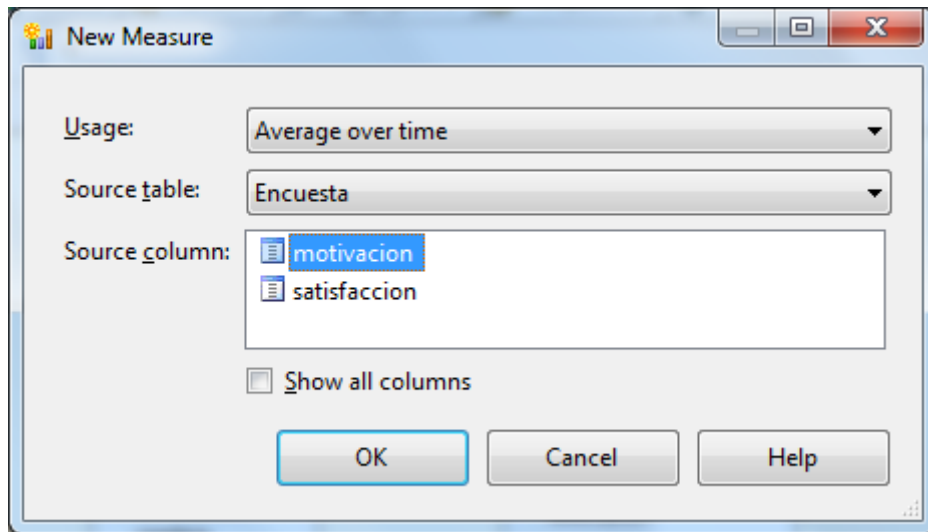 New Measure
Usage: Average over time
Source table: Encuesta
Source column: motivacion
satisfaccion
Show all columns
OK Cancel Help